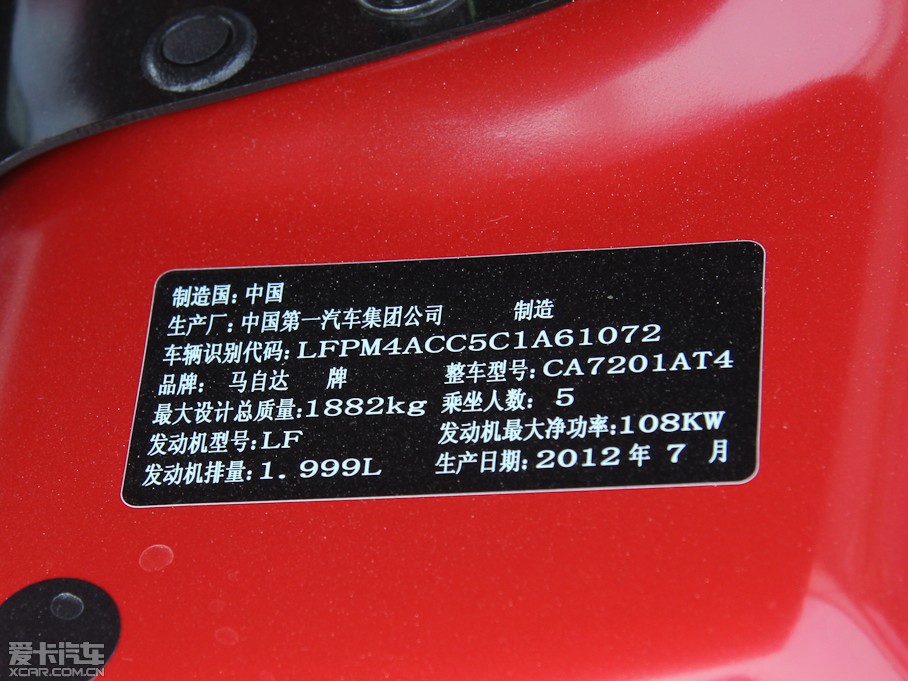 制造国: 中国
生产厂: 中国第一汽车集团公司 制造
车辆识别代码: LFPM4ACC5C1A61072
品牌: 马自达 牌 整车型号: CA7201AT4
最大设计总质量: 1882kg 乘坐人数: 5
发动机型号: LF 发动机最大净功率: 108KW
发动机排量: 1.999L 生产日期: 2012年 7 月
爱卡汽车
XCAR.COM.CN